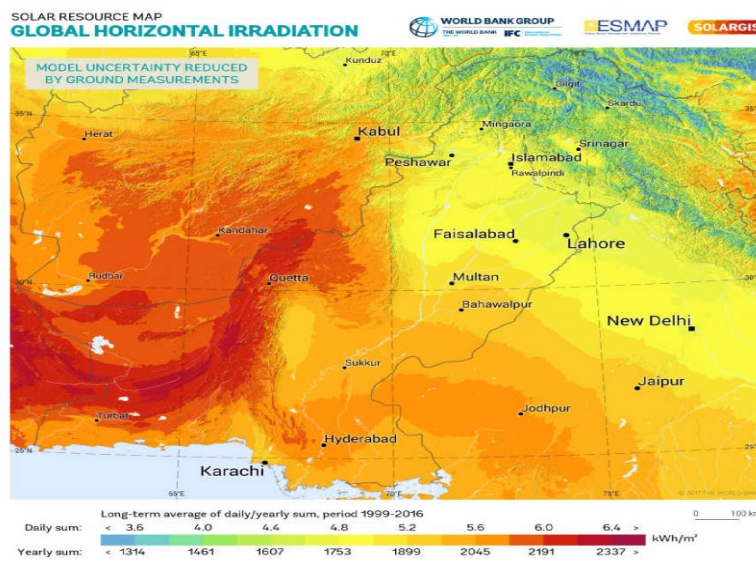 SOLAR RESOURCE MAP
GLOBAL HORIZONTAL IRRADIATION
WORLD BANK GROUP
THE WORLD BANK IFC
ESMAP
SOLARGIS
MODEL UNCERTAINTY REDUCED
BY GROUND MEASUREMENTS
65°E
70°E
Kunduz
Gilgit
35°N
Skardu
Herat
Kabul
Mingaora
Srinagar
Peshawar
Islamabad
Rawalpindi
Kandahar
Faisalabad
Lahore
Rudbar
Quetta
Multan
30°N
Bahawalpur
New Delhi
Sukkur
Jaipur
Turbat
Jodhpur
Hyderabad
25°N
Karachi
65°E
70°E
75°E
Long-term average of daily/yearly sum, period 1999-2016
0 100 km
Daily sum: < 3.6 4.0 4.4 4.8 5.2 5.6 6.0 6.4 >
kWh/m²
Yearly sum: < 1314 1461 1607 1753 1899 2045 2191 2337 >